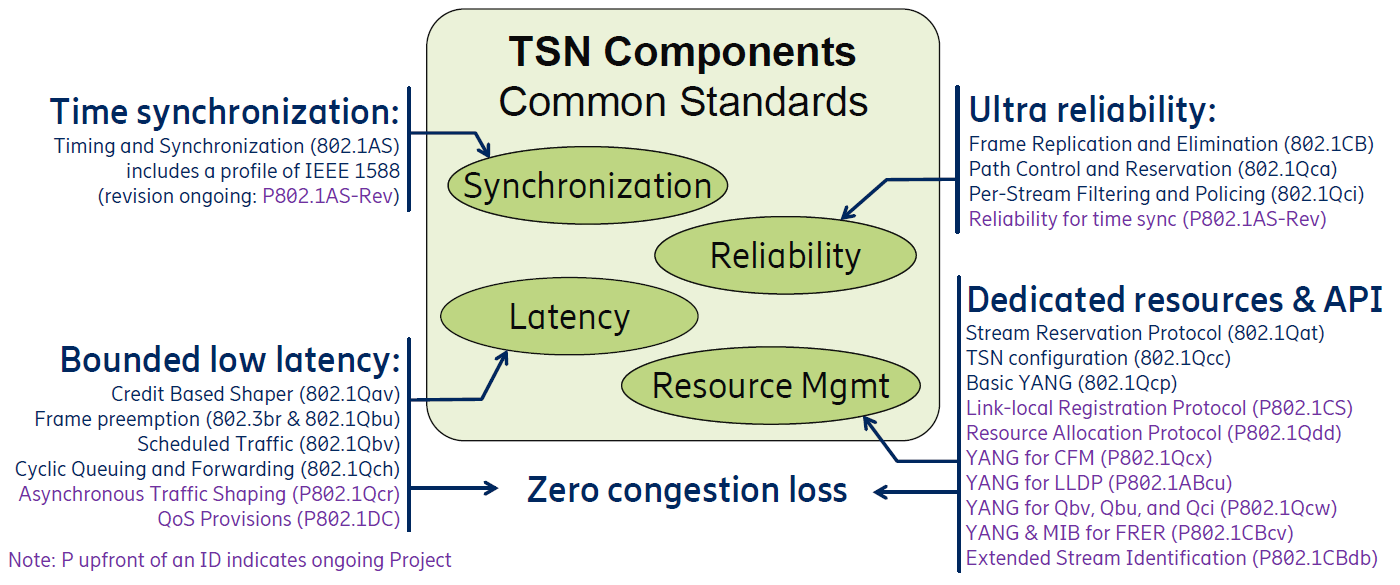 TSN Components
Common Standards
Time synchronization:
Timing and Synchronization (802.1AS)
includes a profile of IEEE 1588
(revision ongoing: P802.1AS-Rev)
Synchronization
Reliability
Latency
Resource Mgmt
Ultra reliability:
Frame Replication and Elimination (802.1CB)
Path Control and Reservation (802.1Qca)
Per-Stream Filtering and Policing (802.1Qci)
Reliability for time sync (P802.1AS-Rev)
Bounded low latency:
Credit Based Shaper (802.1Qav)
Frame preemption (802.3br & 802.1Qbu)
Scheduled Traffic (802.1Qbv)
Cyclic Queuing and Forwarding (802.1Qch)
Asynchronous Traffic Shaping (P802.1Qcr)
QoS Provisions (P802.1DC)
Zero congestion loss
Dedicated resources & API
Stream Reservation Protocol (802.1Qat)
TSN configuration (802.1Qcc)
Basic YANG (802.1Qcp)
Link-local Registration Protocol (P802.1CS)
Resource Allocation Protocol (P802.1Qdd)
YANG for CFM (P802.1Qcx)
YANG for LLDP (P802.1ABcu)
YANG for Qbv, Qbu, and Qci (P802.1Qcw)
YANG & MIB for FRER (P802.1CBcv)
Extended Stream Identification (P802.1CBdb)
Note: P upfront of an ID indicates ongoing Project